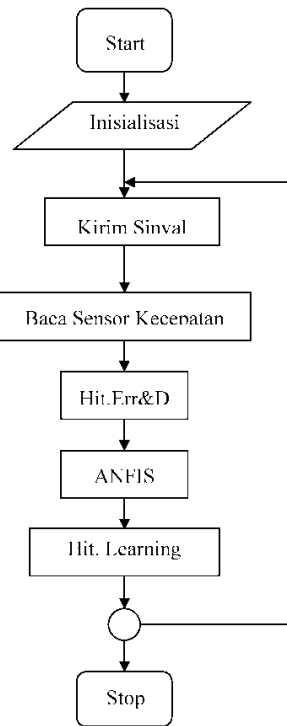 Start
Inisialisasi
Kirim Sinyal
Baca Sensor Kecepatan
Hit.Err&D
ANFIS
Hit. Learning
Stop